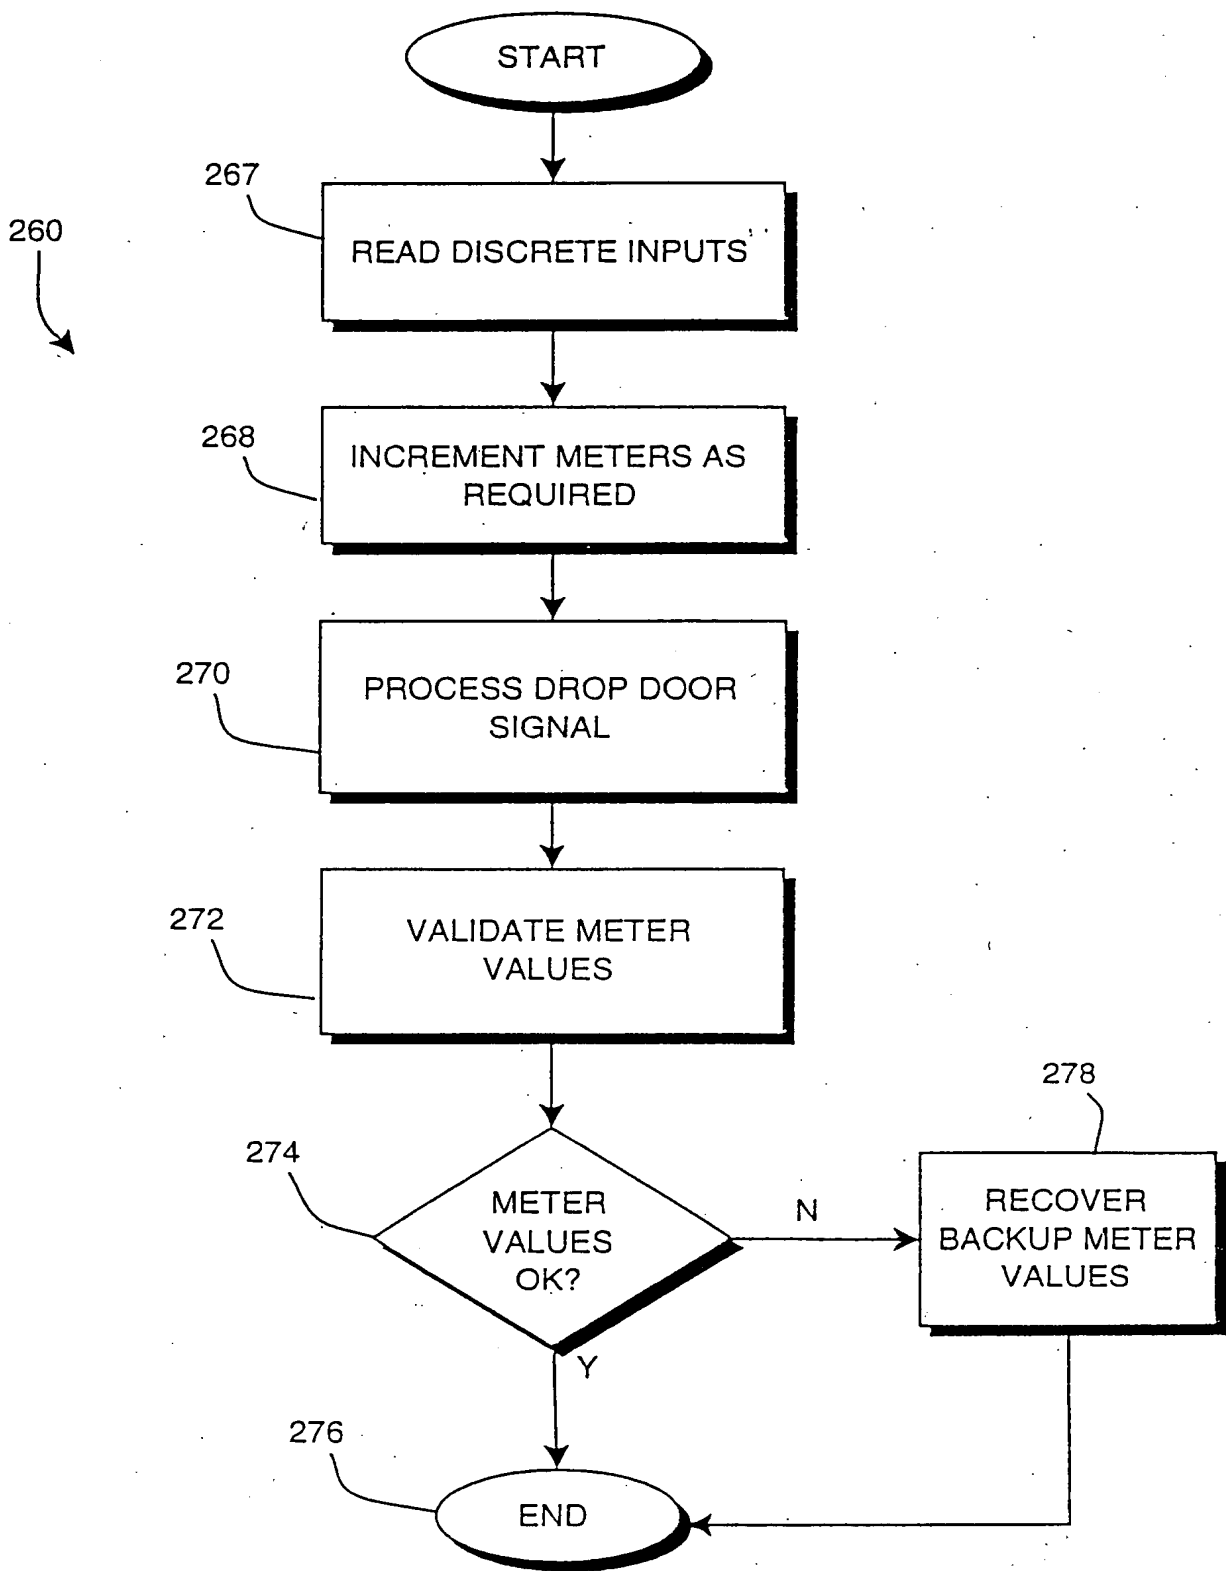 START
267
260
READ DISCRETE INPUTS
268
INCREMENT METERS AS
REQUIRED
270
PROCESS DROP DOOR
SIGNAL
272
VALIDATE METER
VALUES
278
274
METER
VALUES
OK?
N
RECOVER
BACKUP METER
VALUES
Y
276
END